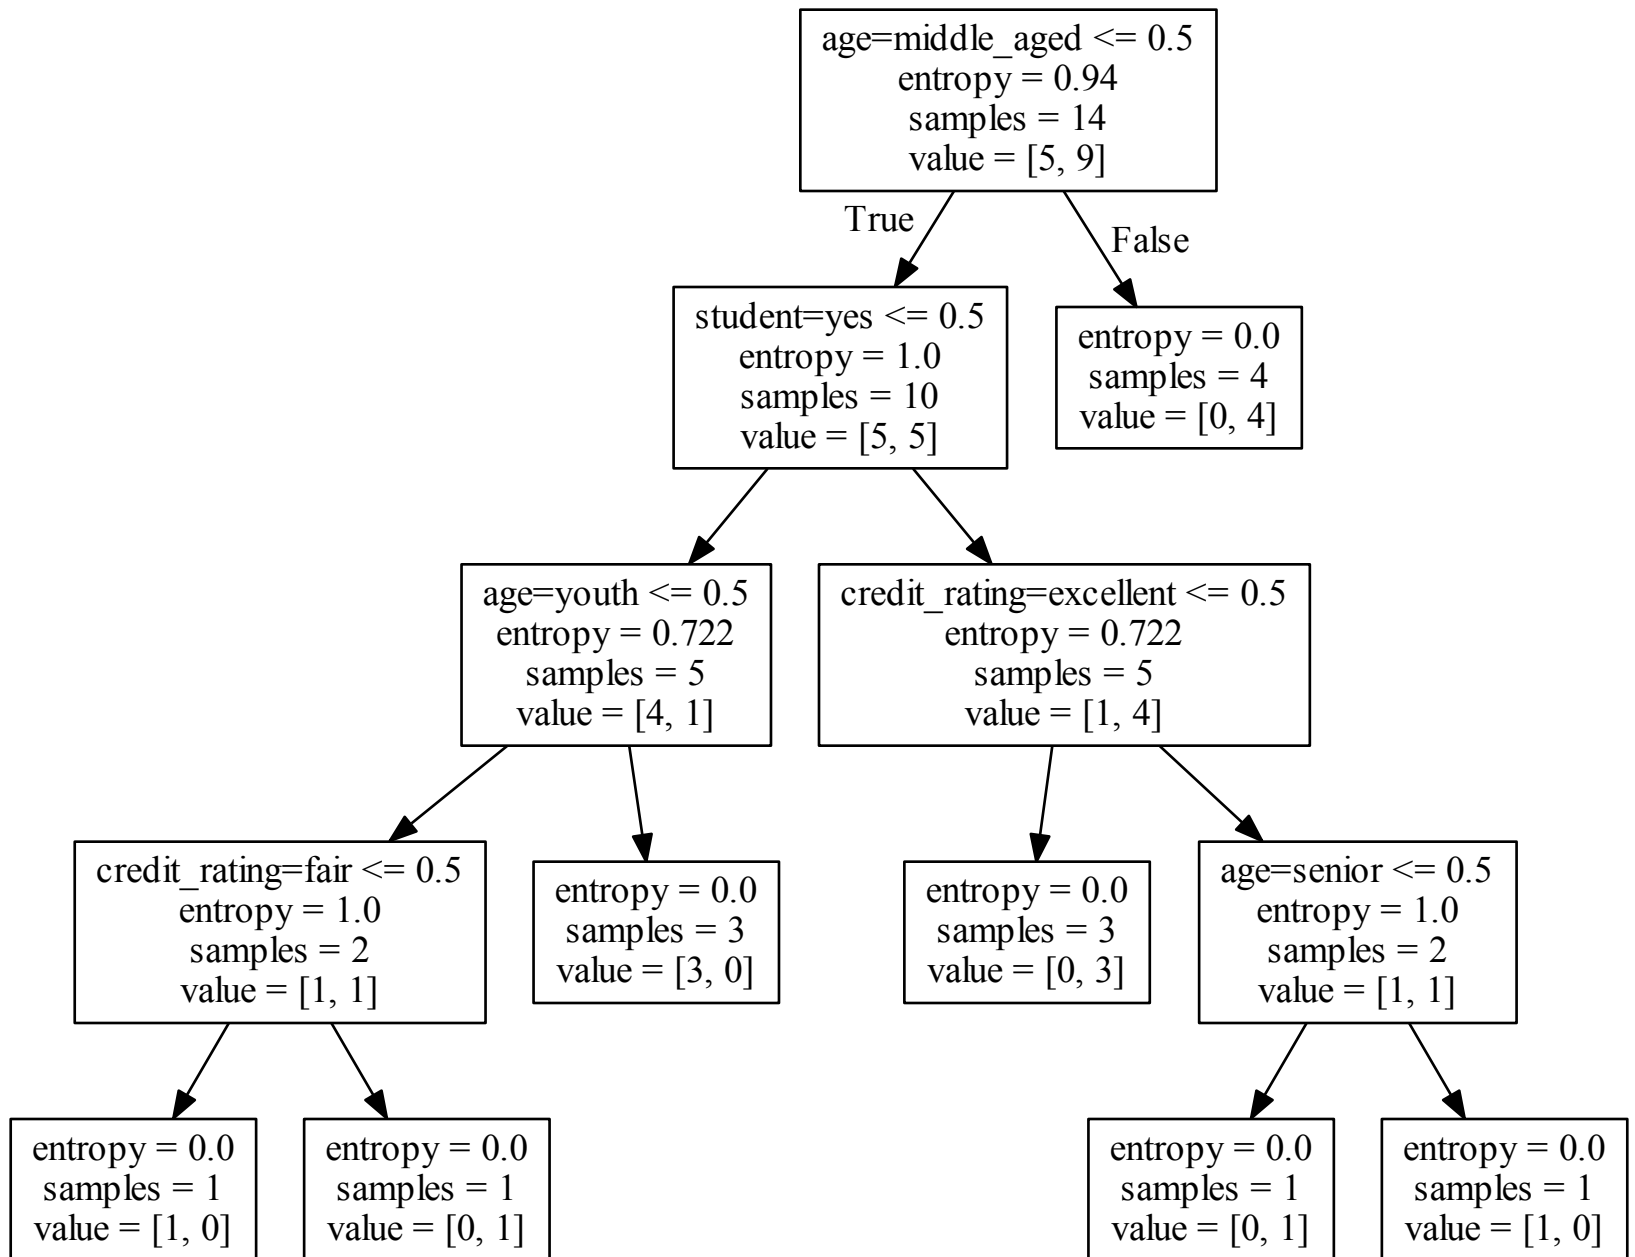 age=middle_aged <= 0.5
entropy = 0.94
samples = 14
value = [5, 9]
True
False
student=yes <= 0.5
entropy = 1.0
samples = 10
value = [5, 5]
entropy = 0.0
samples = 4
value = [0, 4]
age=youth <= 0.5
entropy = 0.722
samples = 5
value = [4, 1]
credit_rating=excellent <= 0.5
entropy = 0.722
samples = 5
value = [1, 4]
credit_rating=fair <= 0.5
entropy = 1.0
samples = 2
value = [1, 1]
entropy = 0.0
samples = 3
value = [3, 0]
entropy = 0.0
samples = 3
value = [0, 3]
age=senior <= 0.5
entropy = 1.0
samples = 2
value = [1, 1]
entropy = 0.0
samples = 1
value = [1, 0]
entropy = 0.0
samples = 1
value = [0, 1]
entropy = 0.0
samples = 1
value = [0, 1]
entropy = 0.0
samples = 1
value = [1, 0]